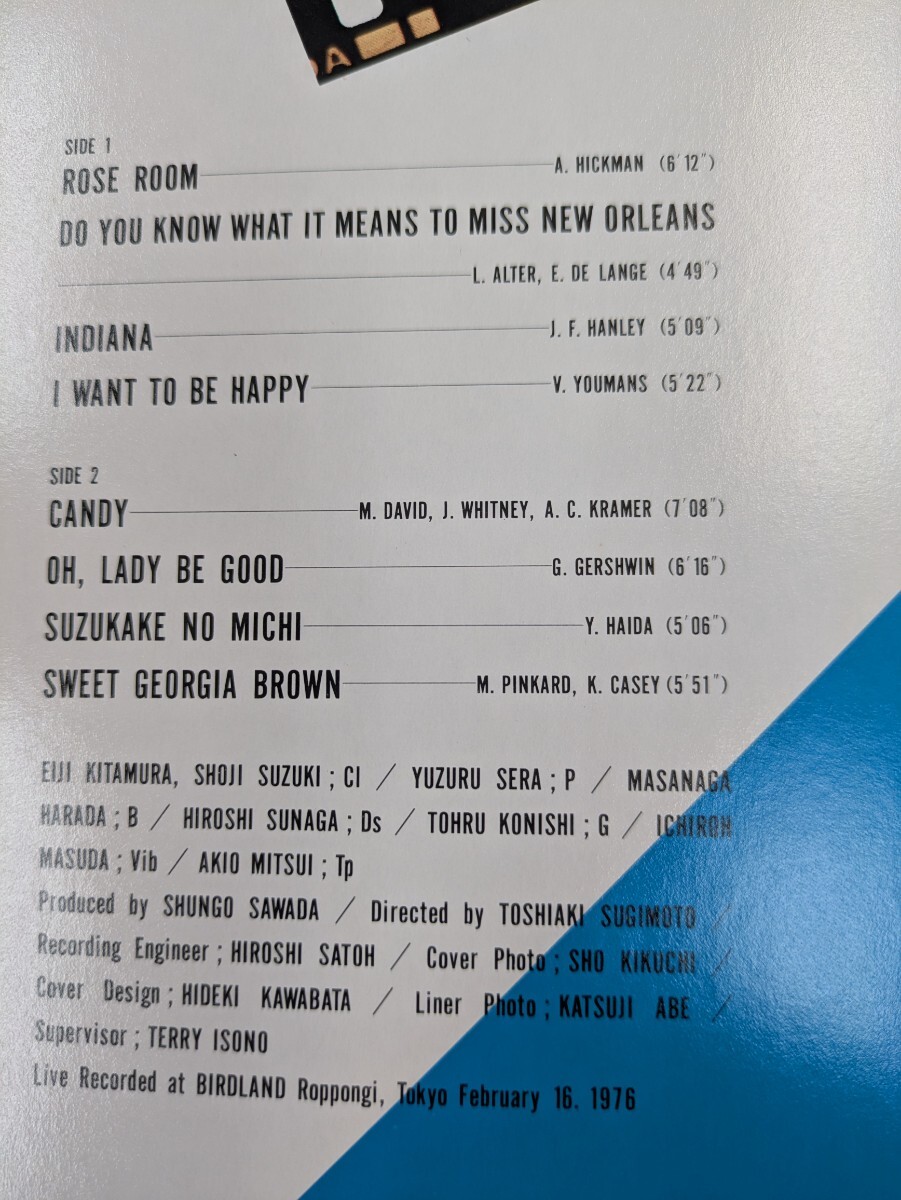 A
SIDE 1
ROSE ROOM A. HICKMAN (6'12")
DO YOU KNOW WHAT IT MEANS TO MISS NEW ORLEANS
L. ALTER, E. DE LANGE (4'49")
INDIANA J. F. HANLEY (5'09")
I WANT TO BE HAPPY V. YOUMANS (5'22")
SIDE 2
CANDY M. DAVID, J. WHITNEY, A. C. KRAMER (7'08")
OH, LADY BE GOOD G. GERSHWIN (6'16")
SUZUKAKE NO MICHI Y. HAIDA (5'06")
SWEET GEORGIA BROWN M. PINKARD, K. CASEY (5'51")
EIJI KITAMURA, SHOJI SUZUKI ; Cl / YUZURU SERA ; P / MASANAGA
HARADA ; B / HIROSHI SUNAGA ; Ds / TOHRU KONISHI ; G / ICHIROH
MASUDA ; Vib / AKIO MITSUI ; Tp
Produced by SHUNGO SAWADA / Directed by TOSHIAKI SUGIMOTO /
Recording Engineer ; HIROSHI SATOH / Cover Photo ; SHO KIKUCHI /
Cover Design ; HIDEKI KAWABATA / Liner Photo ; KATSUJI ABE /
Supervisor ; TERRY ISONO
Live Recorded at BIRDLAND Roppongi, Tokyo February 16. 1976